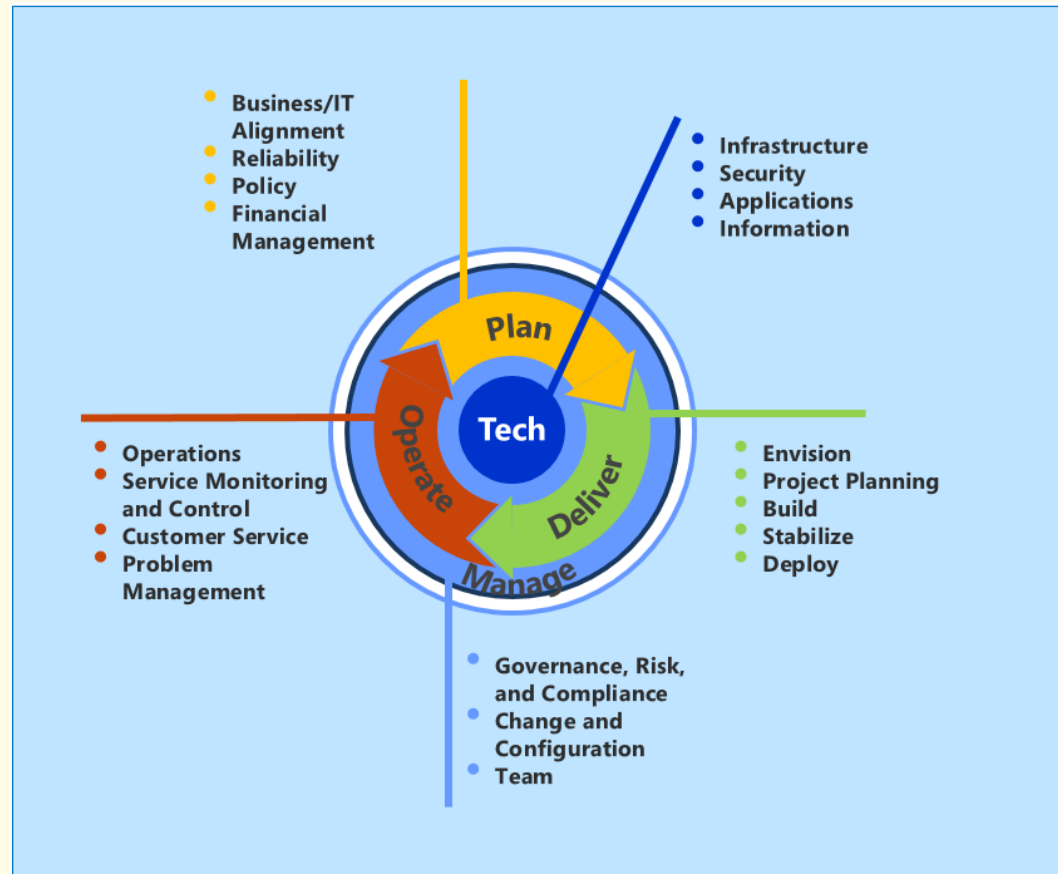 Business/IT
Alignment
Reliability
Policy
Financial
Management
Infrastructure
Security
Applications
Information
Plan
Tech
Operate
Deliver
Manage
Operations
Service Monitoring
and Control
Customer Service
Problem
Management
Envision
Project Planning
Build
Stabilize
Deploy
Governance, Risk,
and Compliance
Change and
Configuration
Team